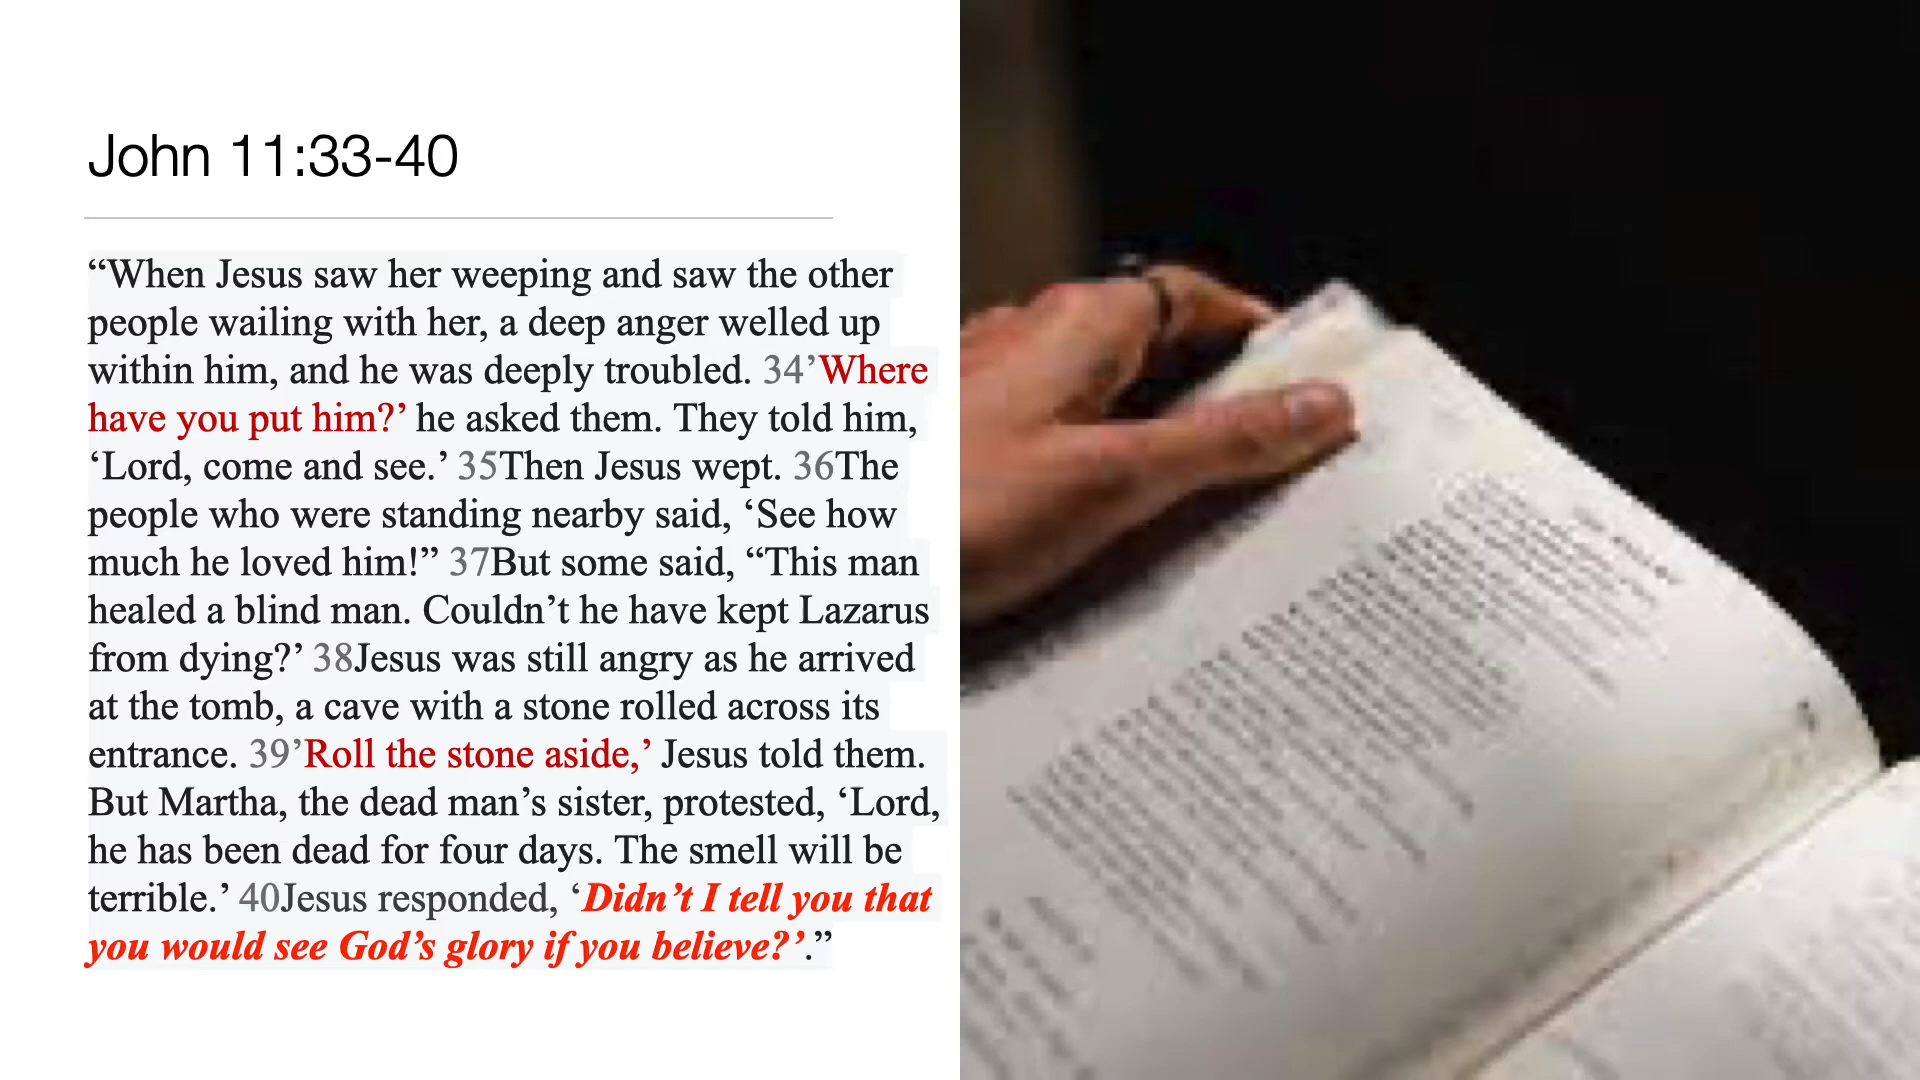 John 11:33-40
“When Jesus saw her weeping and saw the other
people wailing with her, a deep anger welled up
within him, and he was deeply troubled. 34’Where
have you put him?’ he asked them. They told him,
‘Lord, come and see.’ 35Then Jesus wept. 36The
people who were standing nearby said, ‘See how
much he loved him!” 37But some said, “This man
healed a blind man. Couldn’t he have kept Lazarus
from dying?’ 38Jesus was still angry as he arrived
at the tomb, a cave with a stone rolled across its
entrance. 39’Roll the stone aside,’ Jesus told them.
But Martha, the dead man’s sister, protested, ‘Lord,
he has been dead for four days. The smell will be
terrible.’ 40Jesus responded, ‘Didn’t I tell you that
you would see God’s glory if you believe?’.”